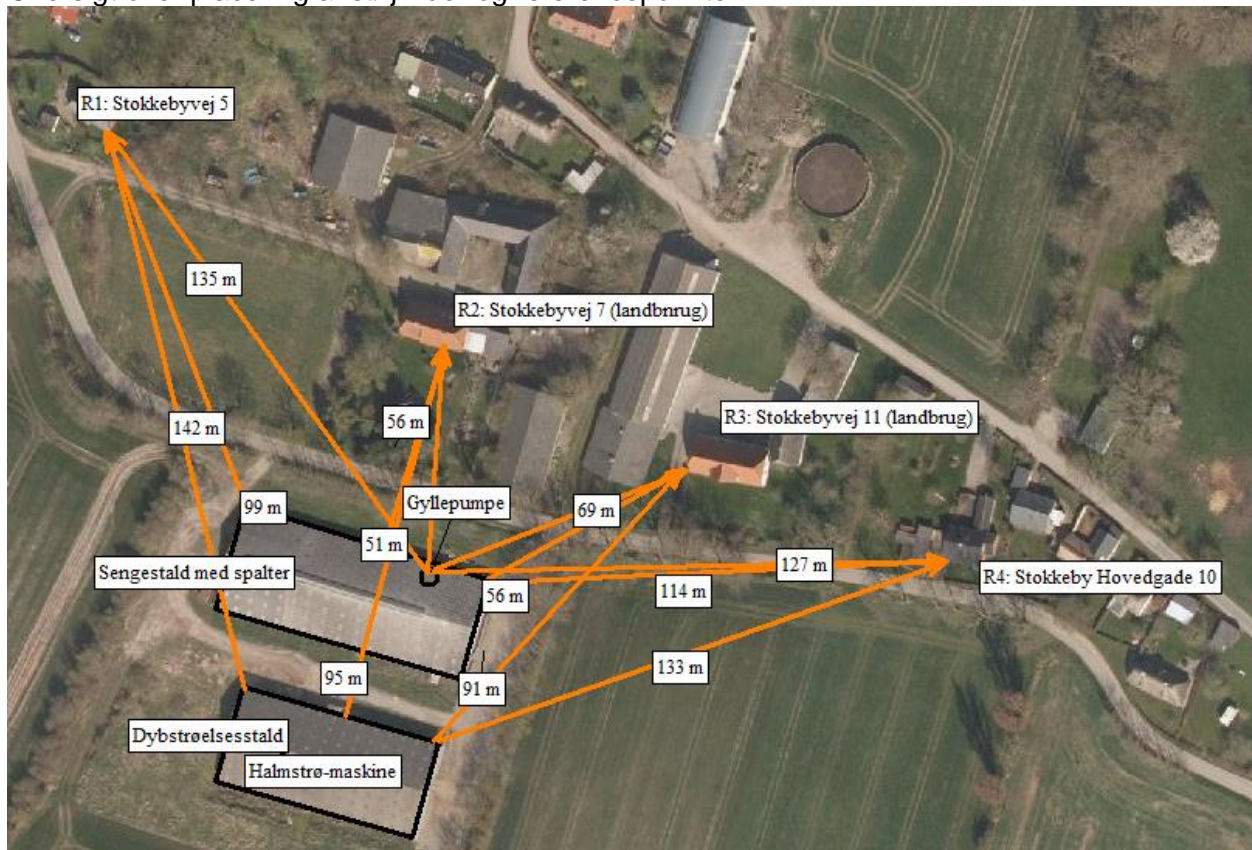 R1: Stokkebyvej 5
135 m
R2: Stokkebyvej 7 (landbnrug)
56 m
142 m
R3: Stokkebyvej 11 (landbrug)
Gyllepumpe
99 m
69 m
51 m
Sengestald med spalter
127 m
56 m
114 m
R4: Stokkeby Hovedgade 10
133 m
95 m
91 m
Dybstrøelsesstald
Halmstrø-maskine